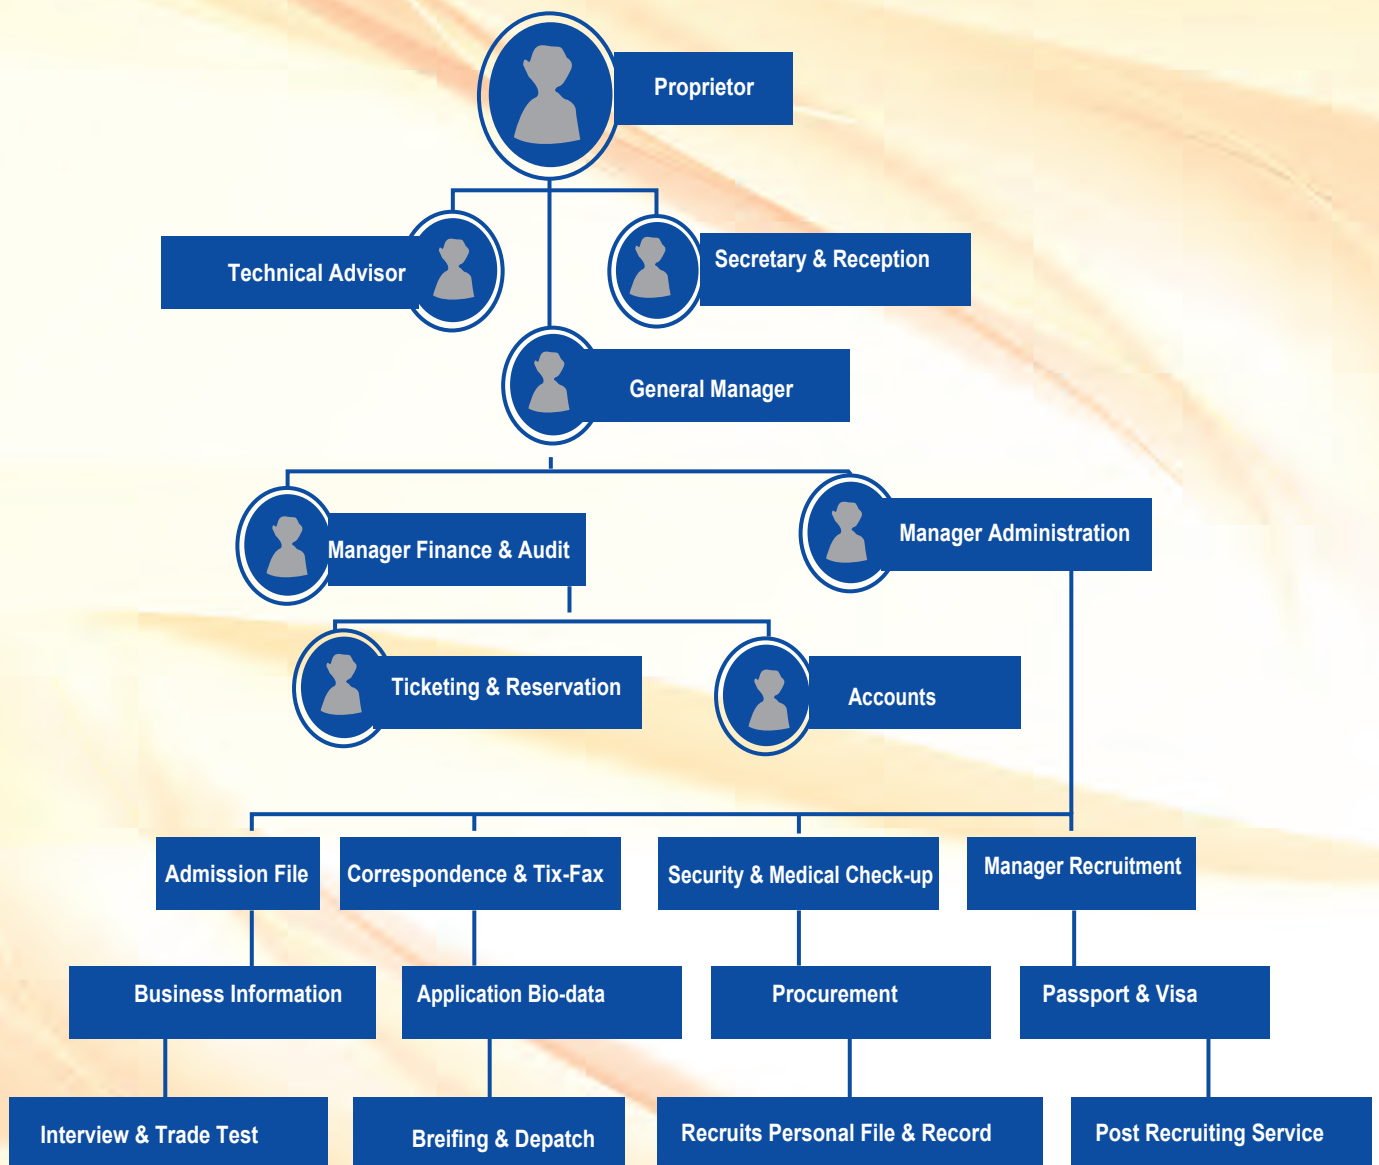 Proprietor
Technical Advisor
Secretary & Reception
General Manager
Manager Finance & Audit
Manager Administration
Ticketing & Reservation
Accounts
Admission File
Correspondence & Tix-Fax
Security & Medical Check-up
Manager Recruitment
Business Information
Application Bio-data
Procurement
Passport & Visa
Interview & Trade Test
Breifing & Depatch
Recruits Personal File & Record
Post Recruiting Service